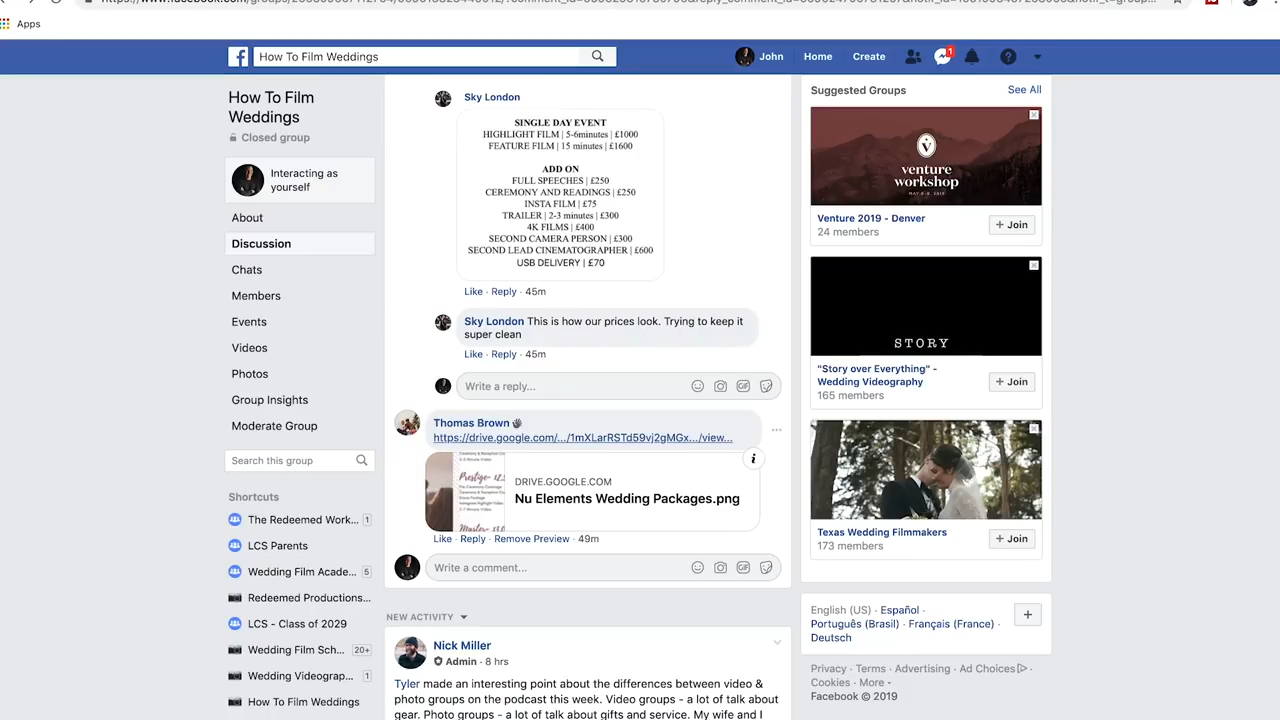 Apps
How To Film Weddings
John
Home
Create
1
How To Film
Weddings
Closed group
Interacting as
yourself
About
Discussion
Chats
Members
Events
Videos
Photos
Group Insights
Moderate Group
Search this group
Shortcuts
The Redeemed Work... 1
LCS Parents
Wedding Film Acade... 5
Redeemed Productions...
LCS - Class of 2029
Wedding Film Sch... 20+
Wedding Videograp... 1
How To Film Weddings
Sky London
SINGLE DAY EVENT
HIGHLIGHT FILM | 5-6minutes | £1000
FEATURE FILM | 15 minutes | £1600
ADD ON
FULL SPEECHES | £250
CEREMONY AND READINGS | £250
INSTA FILM | £75
TRAILER | 2-3 minutes | £300
4K FILMS | £400
SECOND CAMERA PERSON | £300
SECOND LEAD CINEMATOGRAPHER | £600
USB DELIVERY | £70
Like · Reply · 45m
Sky London This is how our prices look. Trying to keep it
super clean
Like · Reply · 45m
Write a reply...
Thomas Brown
https://drive.google.com/.../1mXLarRSTd59vj2gMGx.../view...
Prestige
DRIVE.GOOGLE.COM
Nu Elements Wedding Packages.png
Like · Reply · Remove Preview · 49m
Write a comment...
NEW ACTIVITY
Nick Miller
Admin · 8 hrs
Tyler made an interesting point about the differences between video &
photo groups on the podcast this week. Video groups - a lot of talk about
gear. Photo groups - a lot of talk about gifts and service. My wife and I
Suggested Groups
See All
venture
workshop
Venture 2019 - Denver
24 members
+ Join
STORY
"Story over Everything" -
Wedding Videography
165 members
+ Join
Texas Wedding Filmmakers
173 members
+ Join
English (US) · Español ·
Português (Brasil) · Français (France) ·
Deutsch
Privacy · Terms · Advertising · Ad Choices ·
Cookies · More
Facebook © 2019